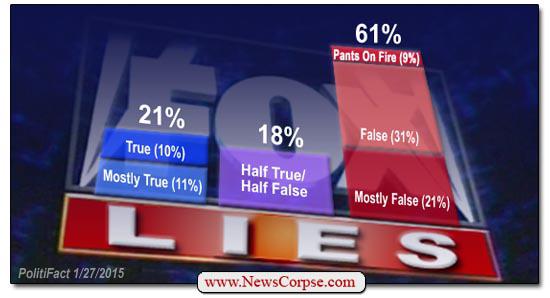 61%
Pants On Fire (9%)
21%
18%
True (10%)
False (31%)
Mostly True (11%)
Half True/
Half False
Mostly False (21%)
FOX
LIES
PolitiFact 1/27/2015
www.NewsCorpse.com